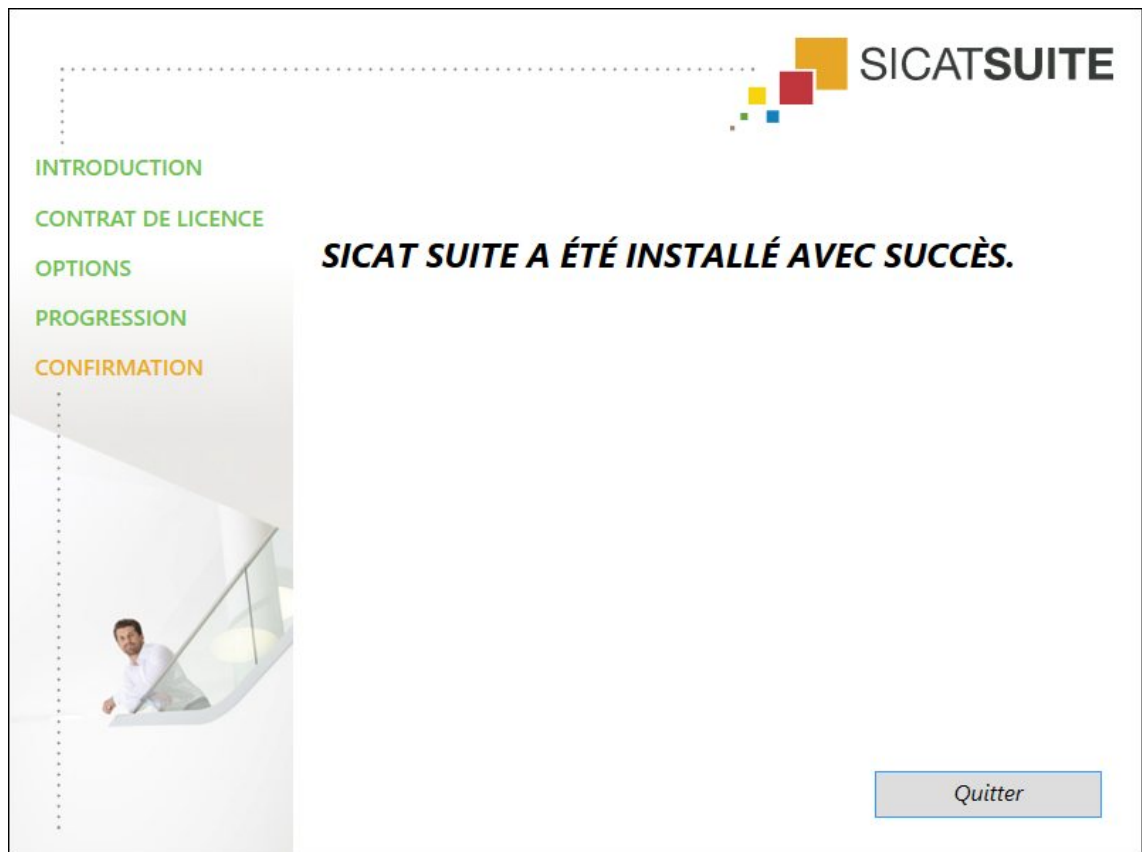 SICATSUITE
INTRODUCTION
CONTRAT DE LICENCE
OPTIONS
PROGRESSION
CONFIRMATION
SICAT SUITE A ÉTÉ INSTALLÉ AVEC SUCCÈS.
Quitter